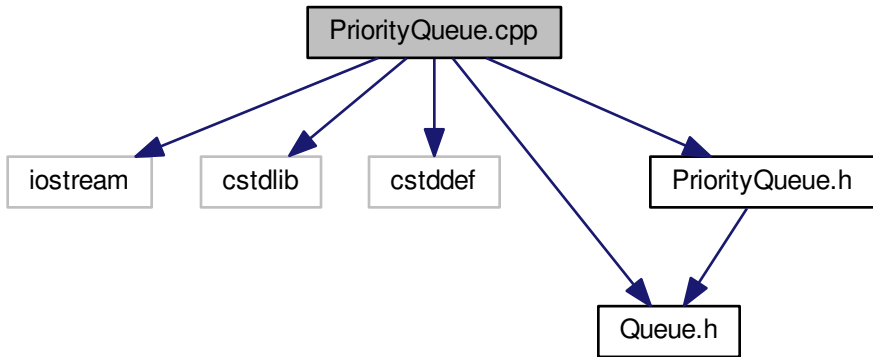 PriorityQueue.cpp
iostream
cstdlib
cstddef
PriorityQueue.h
Queue.h